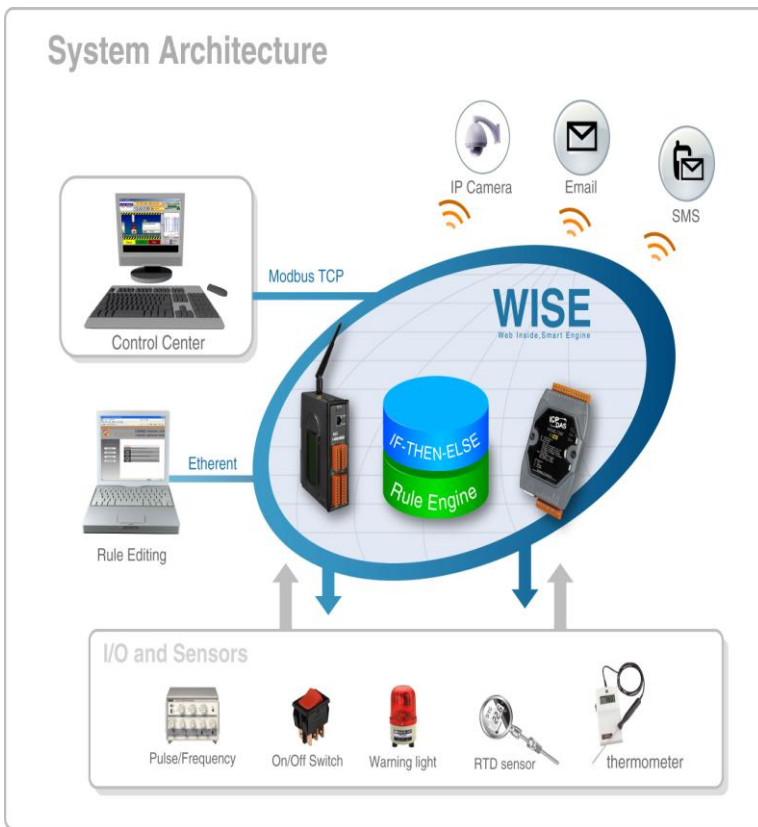 System Architecture
IP Camera
Email
SMS
Control Center
Modbus TCP
WISE
Web Inside,Smart Engine
IF-THEN-ELSE
Rule Engine
ICP
DAS
Etherent
Rule Editing
I/O and Sensors
Pulse/Frequency
On/Off Switch
Warning light
RTD sensor
thermometer